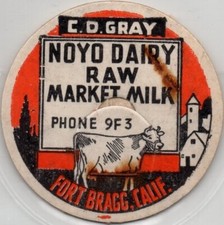 C.D. GRAY
NOYO DAIRY
RAW
MARKET MILK
PHONE 9F3
FORT BRAGG, CALIF.